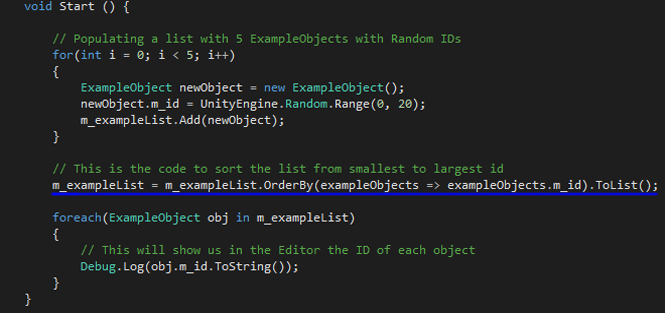 void Start () {
// Populating a list with 5 ExampleObjects with Random IDs
for(int i = 0; i < 5; i++)
{
ExampleObject newObject = new ExampleObject();
newObject.m_id = UnityEngine.Random.Range(0, 20);
m_exampleList.Add(newObject);
}
// This is the code to sort the list from smallest to largest id
m_exampleList = m_exampleList.OrderBy(exampleObjects => exampleObjects.m_id).ToList();
foreach(ExampleObject obj in m_exampleList)
{
// This will show us in the Editor the ID of each object
Debug.Log(obj.m_id.ToString());
}
}